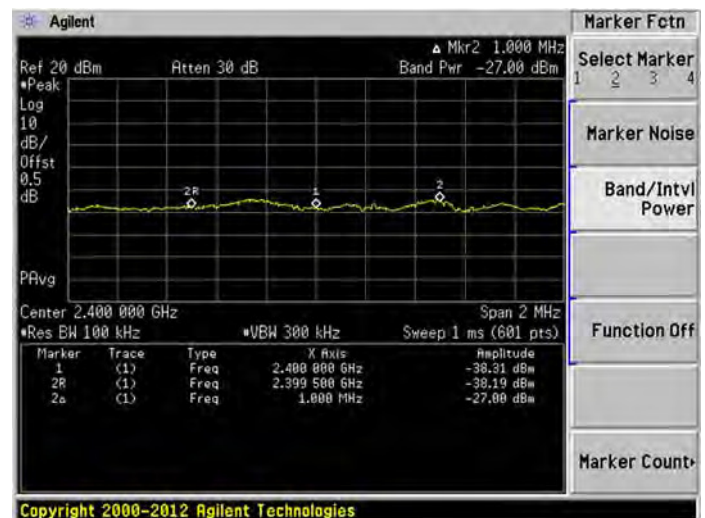 Agilent
Marker Fctn
Δ Mkr2 1.000 MHz
Ref 20 dBm Atten 30 dB Band Pwr -27.00 dBm
*Peak
Log
10
dB/
Offst
0.5
dB
2R
1
2
PAvg
Center 2.400 000 GHz Span 2 MHz
*Res BW 100 kHz *VBW 300 kHz Sweep 1 ms (601 pts)
Marker Trace Type X Axis Amplitude
1 (1) Freq 2.400 000 GHz -38.31 dBm
2R (1) Freq 2.399 500 GHz -38.19 dBm
2Δ (1) Freq 1.000 MHz -27.00 dBm
Select Marker
1 2 3 4
Marker Noise
Band/Intvl
Power
Function Off
Marker Count
Copyright 2000-2012 Agilent Technologies